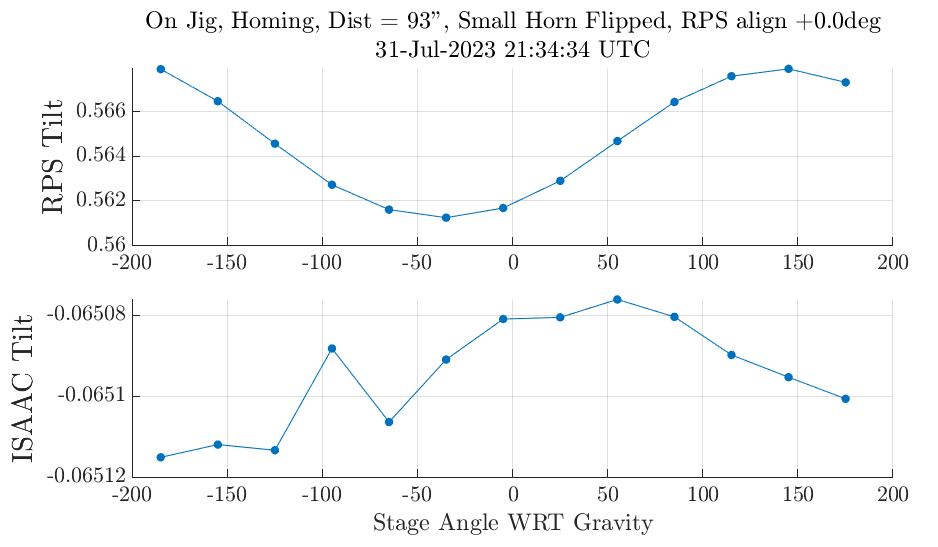 On Jig, Homing, Dist = 93”, Small Horn Flipped, RPS align +0.0deg
31-Jul-2023 21:34:34 UTC
RPS Tilt
0.566
0.564
0.562
0.56
-200 -150 -100 -50 0 50 100 150 200
ISAAC Tilt
-0.06508
-0.0651
-0.06512
-200 -150 -100 -50 0 50 100 150 200
Stage Angle WRT Gravity